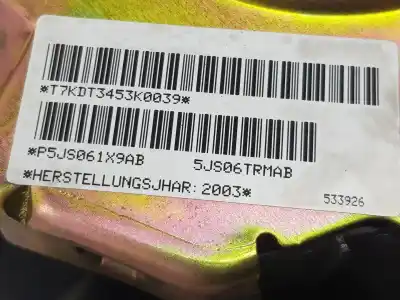 *T7KDT3453K0039*
*P5JS061X9AB 5JS06TRMAB
*HERSTELLUNGSJHAR:2003*
533926